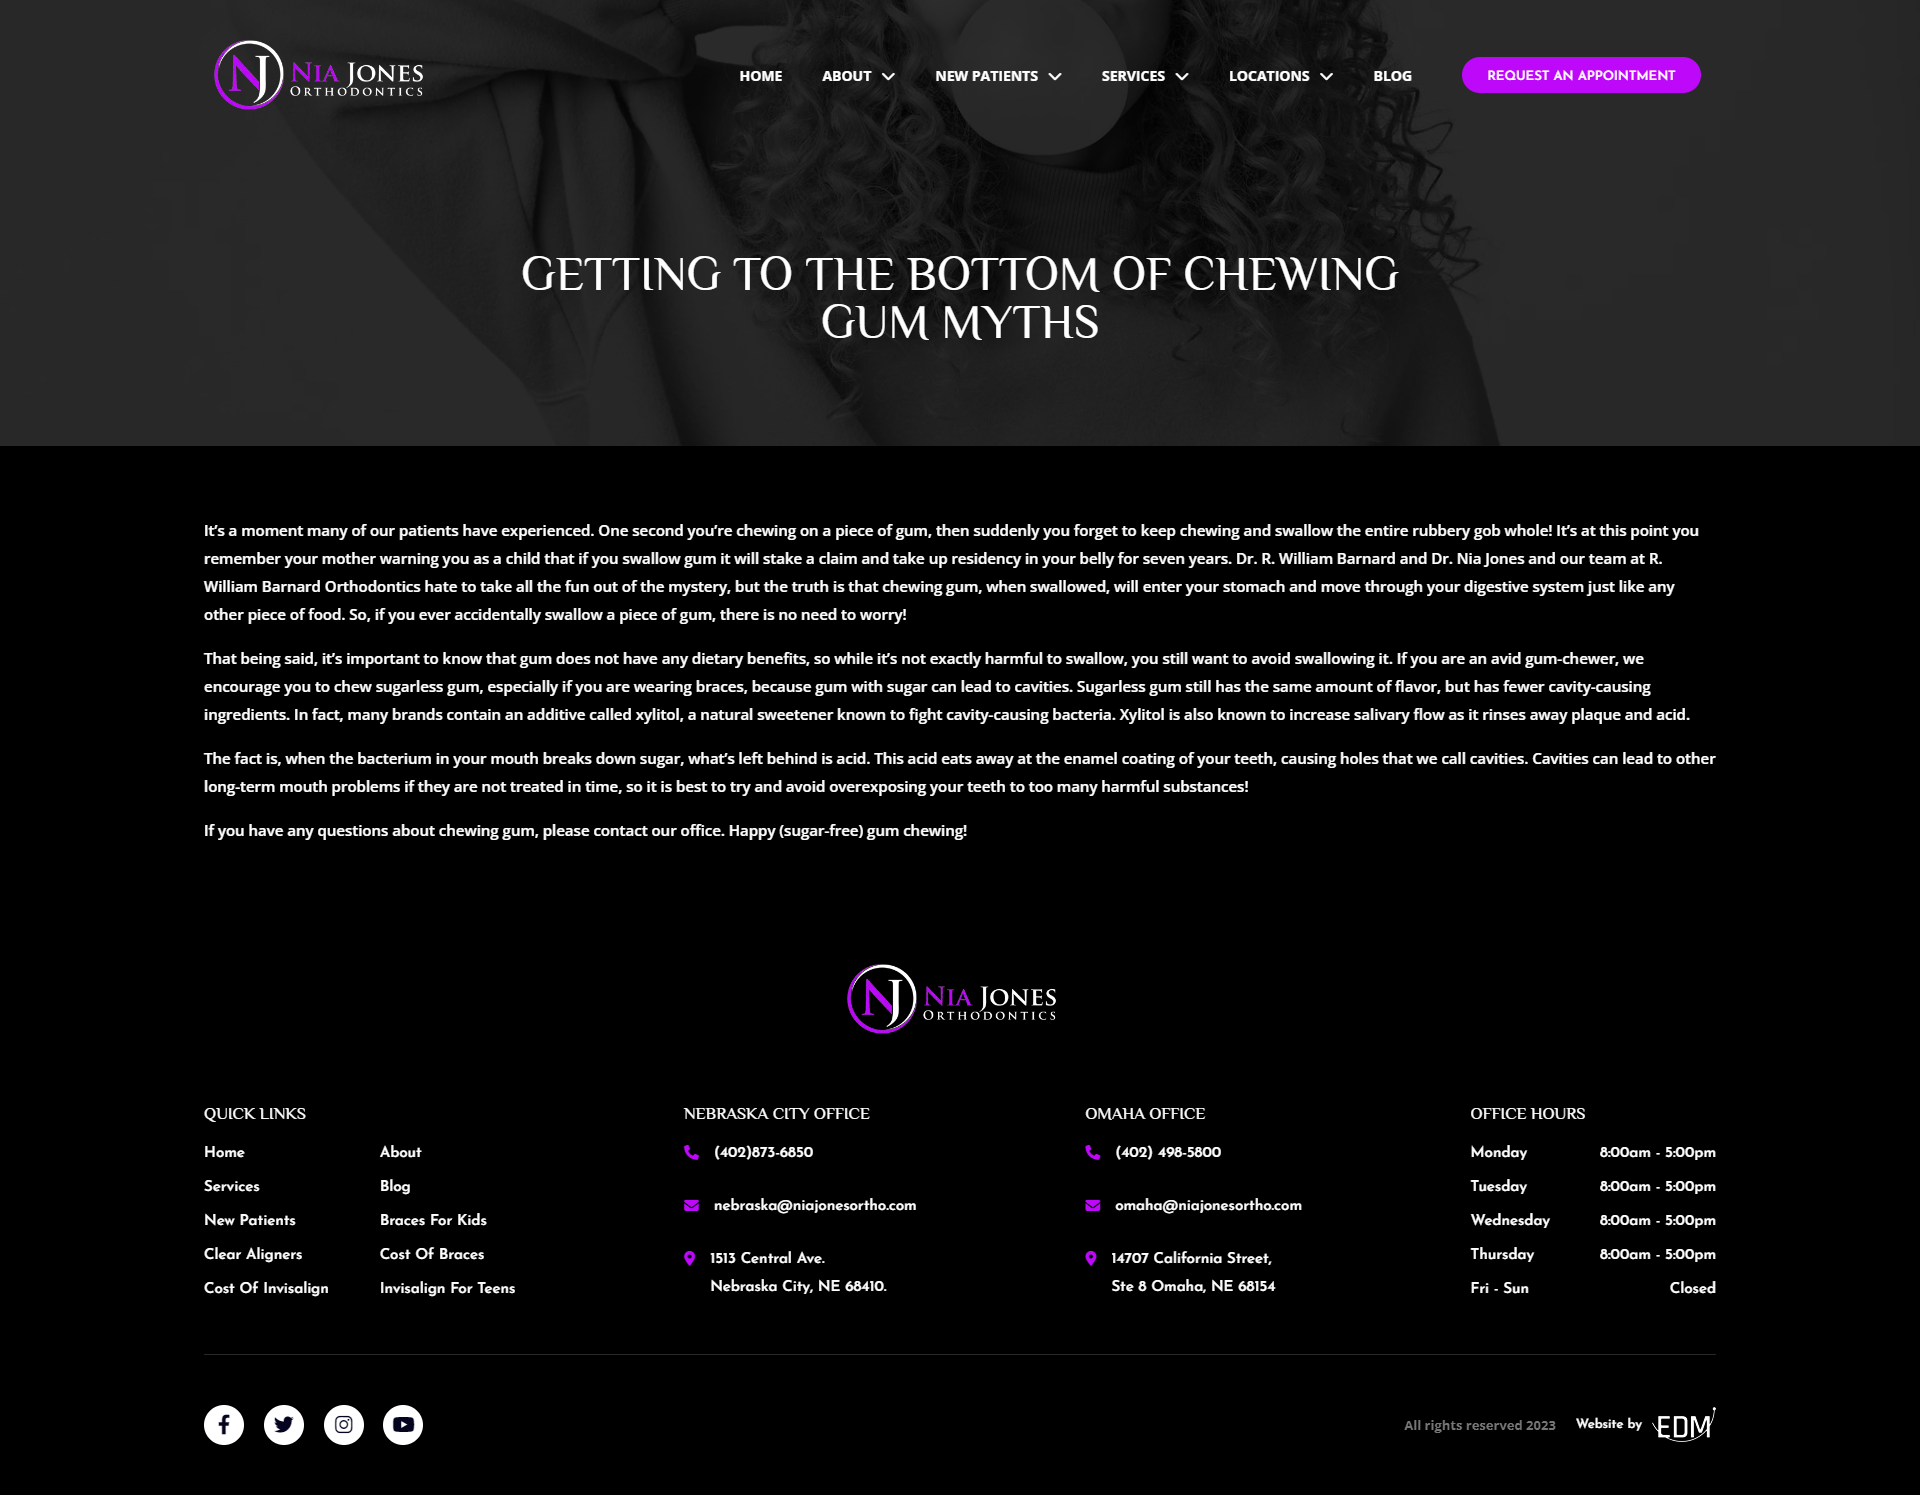 NJ NIA JONES
ORTHODONTICS
HOME ABOUT NEW PATIENTS SERVICES LOCATIONS BLOG REQUEST AN APPOINTMENT
GETTING TO THE BOTTOM OF CHEWING
GUM MYTHS
It’s a moment many of our patients have experienced. One second you’re chewing on a piece of gum, then suddenly you forget to keep chewing and swallow the entire rubbery gob whole! It’s at this point you
remember your mother warning you as a child that if you swallow gum it will stake a claim and take up residency in your belly for seven years. Dr. R. William Barnard and Dr. Nia Jones and our team at R.
William Barnard Orthodontics hate to take all the fun out of the mystery, but the truth is that chewing gum, when swallowed, will enter your stomach and move through your digestive system just like any
other piece of food. So, if you ever accidentally swallow a piece of gum, there is no need to worry!
That being said, it’s important to know that gum does not have any dietary benefits, so while it’s not exactly harmful to swallow, you still want to avoid swallowing it. If you are an avid gum-chewer, we
encourage you to chew sugarless gum, especially if you are wearing braces, because gum with sugar can lead to cavities. Sugarless gum still has the same amount of flavor, but has fewer cavity-causing
ingredients. In fact, many brands contain an additive called xylitol, a natural sweetener known to fight cavity-causing bacteria. Xylitol is also known to increase salivary flow as it rinses away plaque and acid.
The fact is, when the bacterium in your mouth breaks down sugar, what’s left behind is acid. This acid eats away at the enamel coating of your teeth, causing holes that we call cavities. Cavities can lead to other
long-term mouth problems if they are not treated in time, so it is best to try and avoid overexposing your teeth to too many harmful substances!
If you have any questions about chewing gum, please contact our office. Happy (sugar-free) gum chewing!
NJ NIA JONES
ORTHODONTICS
QUICK LINKS
Home About
Services Blog
New Patients Braces For Kids
Clear Aligners Cost Of Braces
Cost Of Invisalign Invisalign For Teens
NEBRASKA CITY OFFICE
(402)873-6850
nebraska@niajonesortho.com
1513 Central Ave.
Nebraska City, NE 68410.
OMAHA OFFICE
(402) 498-5800
omaha@niajonesortho.com
14707 California Street,
Ste 8 Omaha, NE 68154
OFFICE HOURS
Monday 8:00am - 5:00pm
Tuesday 8:00am - 5:00pm
Wednesday 8:00am - 5:00pm
Thursday 8:00am - 5:00pm
Fri - Sun Closed
All rights reserved 2023 Website by EDM